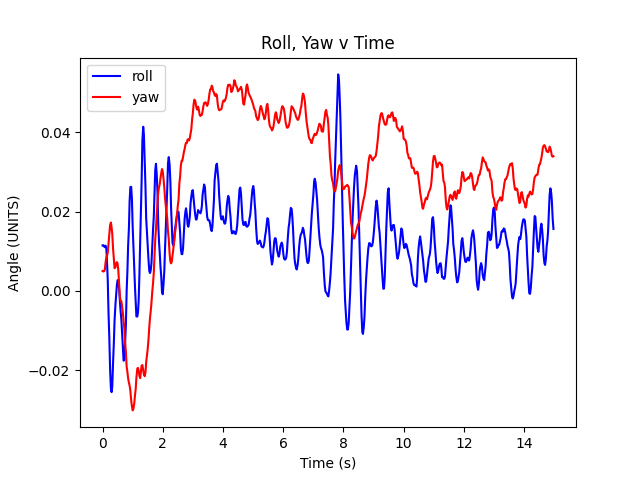 Roll, Yaw v Time
roll
yaw
Angle (UNITS)
0.04
0.02
0.00
−0.02
0 2 4 6 8 10 12 14
Time (s)